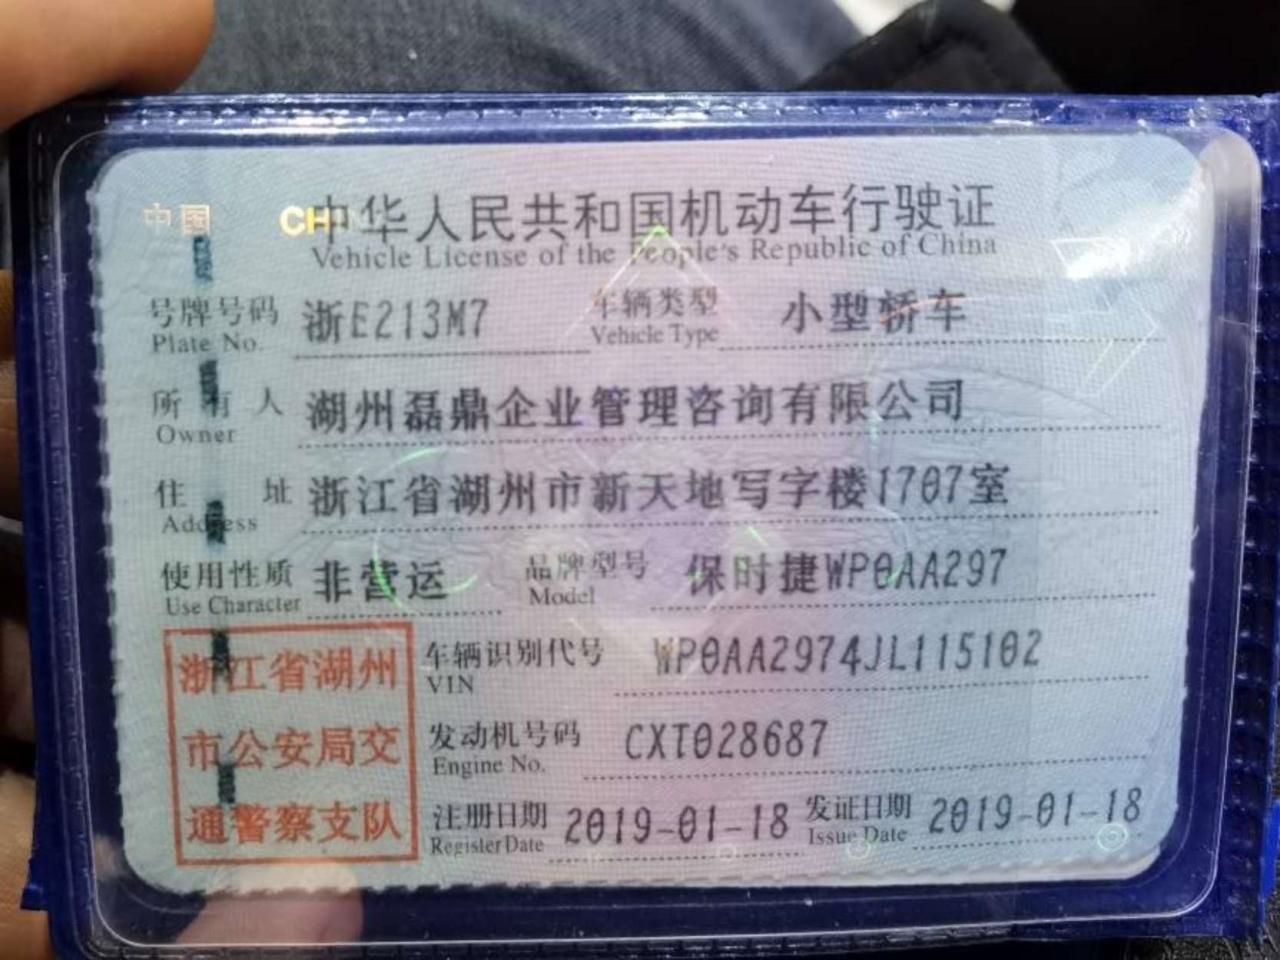 中国 CHI
中华人民共和国机动车行驶证
Vehicle License of the People's Republic of China
号牌号码 浙E213M7 车辆类型 小型轿车
Plate No. Vehicle Type
所有人 湖州磊鼎企业管理咨询有限公司
Owner
住址 浙江省湖州市新天地写字楼1707室
Address
使用性质 非营运 品牌型号 保时捷WP0AA297
Use Character Model
浙江省湖州 车辆识别代号 WP0AA2974JL115102
VIN
市公安局交 发动机号码 CXT028687
Engine No.
通警察支队 注册日期 2019-01-18 发证日期 2019-01-18
Register Date Issue Date